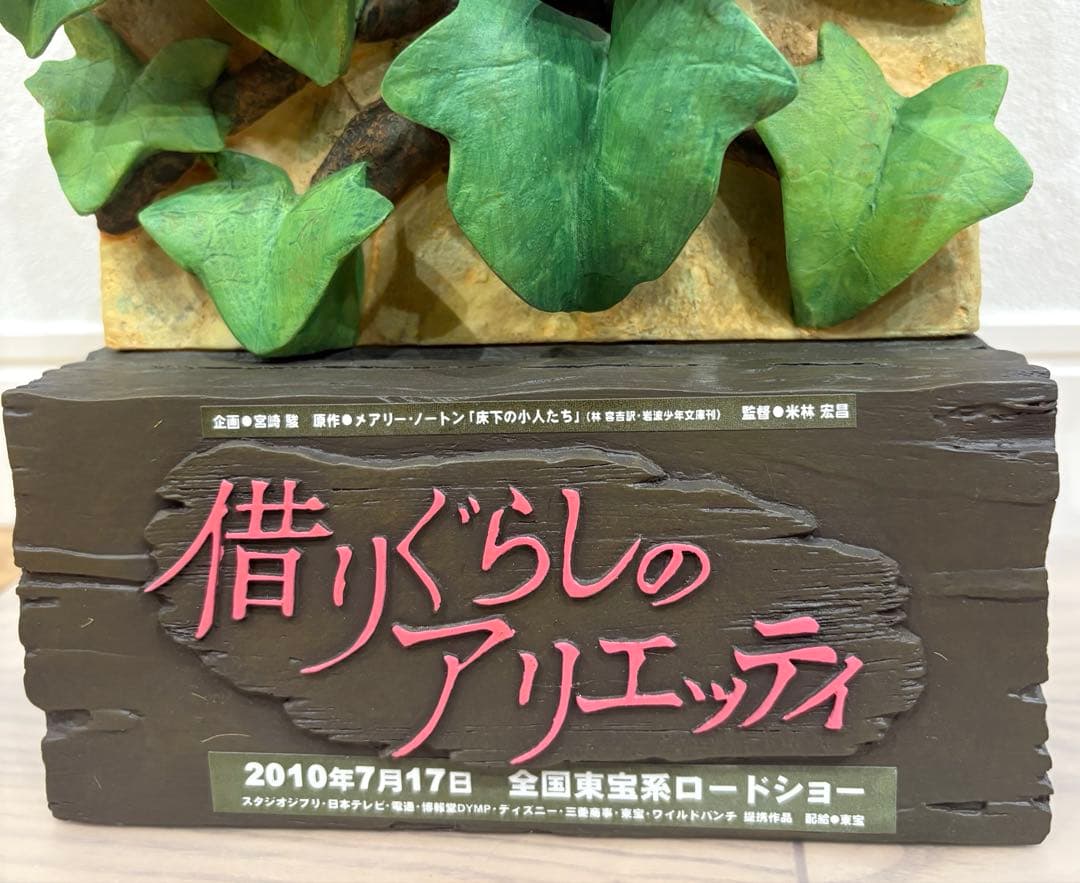 企画●宮崎 駿　原作●メアリー・ノートン「床下の小人たち」(林 容吉訳・岩波少年文庫刊)　監督●米林 宏昌
借りぐらしの
アリエッティ
2010年7月17日　全国東宝系ロードショー
スタジオジブリ・日本テレビ・電通・博報堂DYMP・ディズニー・三菱商事・東宝・ワイルドバンチ 提携作品　配給●東宝